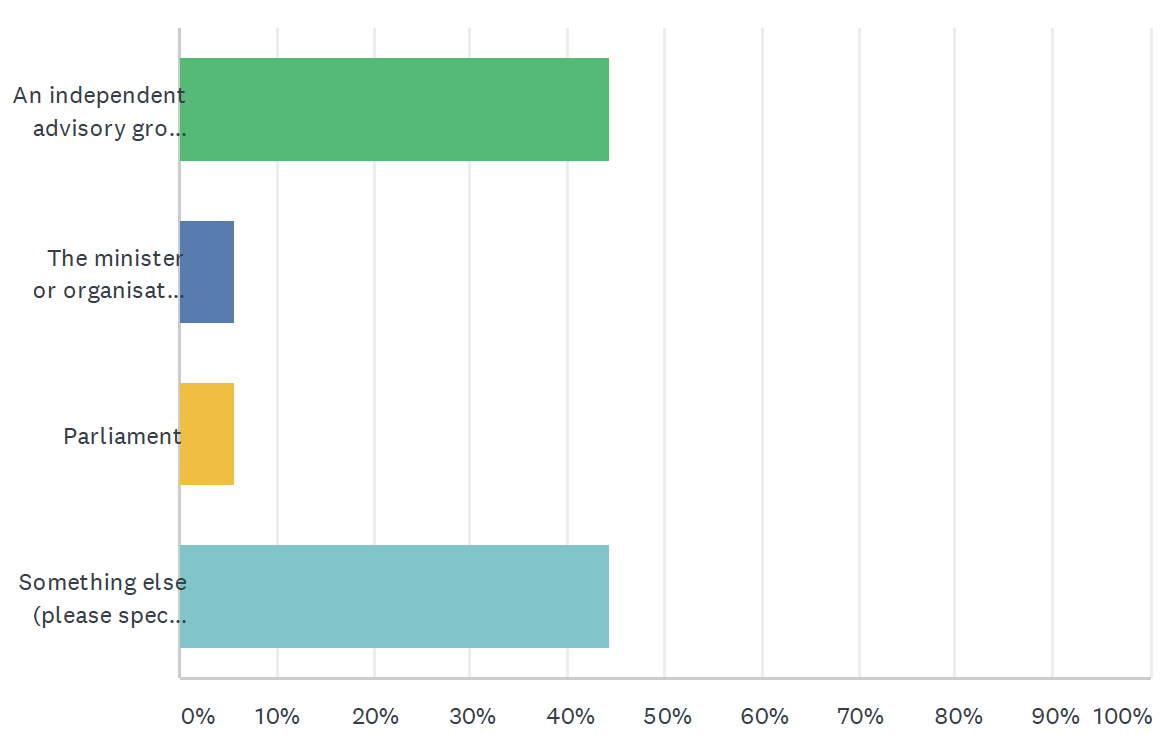 An independent
advisory gro...
The minister
or organisat...
Parliament
Something else
(please spec...
0% 10% 20% 30% 40% 50% 60% 70% 80% 90% 100%